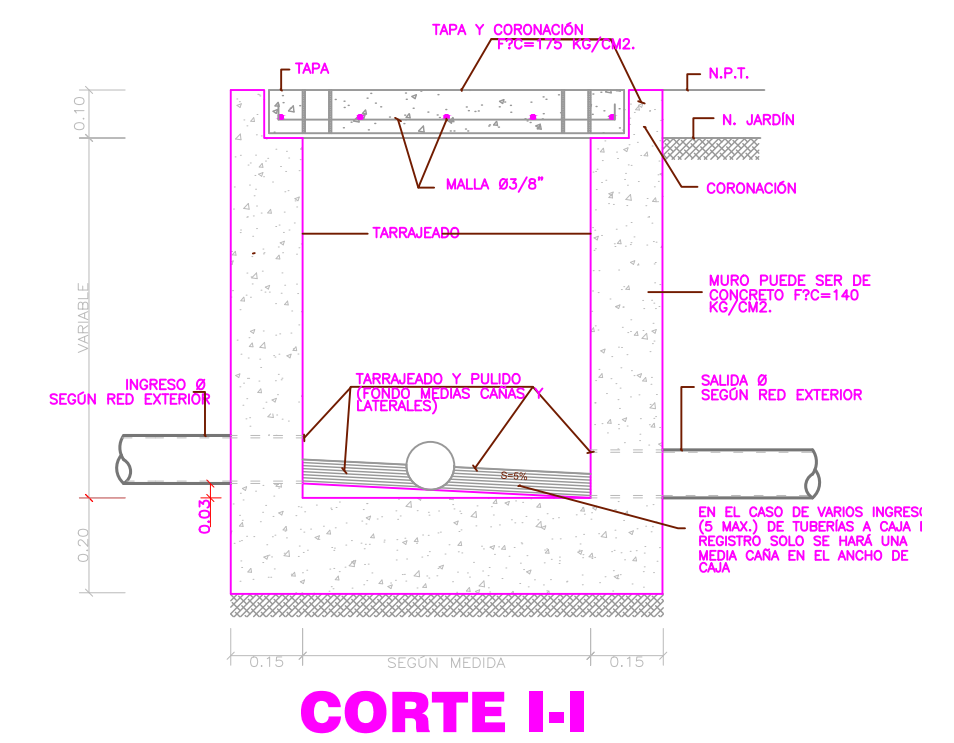 TAPA Y CORONACIÓN
F?C=175 KG/CM2.
TAPA
N.P.T.
0.10
N. JARDÍN
MALLA Ø3/8"
CORONACIÓN
TARRAJEADO
MURO PUEDE SER DE
CONCRETO F?C=140
KG/CM2.
VARIABLE
INGRESO Ø
SEGÚN RED EXTERIOR
TARRAJEADO Y PULIDO
(FONDO MEDIAS CAÑAS Y
LATERALES)
SALIDA Ø
SEGÚN RED EXTERIOR
S=5%
0.03
0.20
EN EL CASO DE VARIOS INGRESO
(5 MAX.) DE TUBERÍAS A CAJA
REGISTRO SOLO SE HARÁ UNA
MEDIA CAÑA EN EL ANCHO DE
CAJA
0.15
SEGÚN MEDIDA
0.15
CORTE I-I